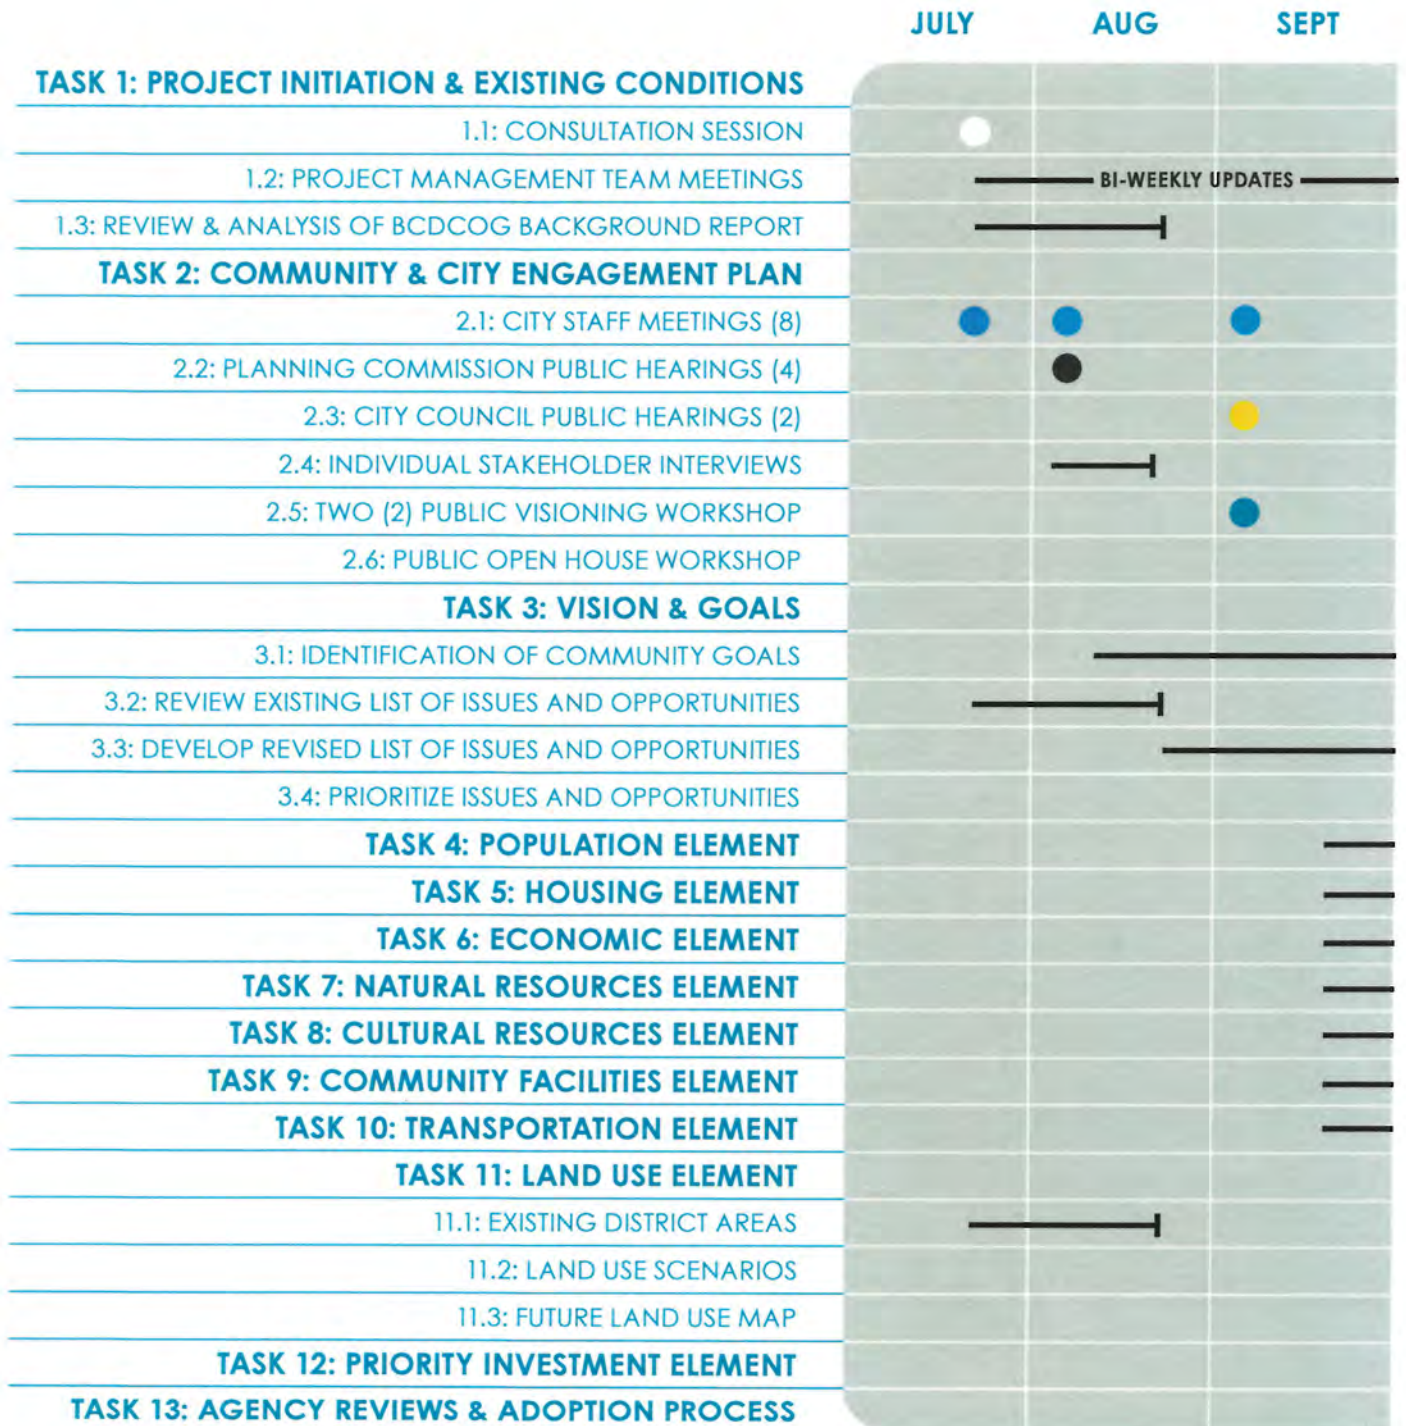 JULY AUG SEPT
TASK 1: PROJECT INITIATION & EXISTING CONDITIONS
1.1: CONSULTATION SESSION
1.2: PROJECT MANAGEMENT TEAM MEETINGS BI-WEEKLY UPDATES
1.3: REVIEW & ANALYSIS OF BCDCOG BACKGROUND REPORT
TASK 2: COMMUNITY & CITY ENGAGEMENT PLAN
2.1: CITY STAFF MEETINGS (8)
2.2: PLANNING COMMISSION PUBLIC HEARINGS (4)
2.3: CITY COUNCIL PUBLIC HEARINGS (2)
2.4: INDIVIDUAL STAKEHOLDER INTERVIEWS
2.5: TWO (2) PUBLIC VISIONING WORKSHOP
2.6: PUBLIC OPEN HOUSE WORKSHOP
TASK 3: VISION & GOALS
3.1: IDENTIFICATION OF COMMUNITY GOALS
3.2: REVIEW EXISTING LIST OF ISSUES AND OPPORTUNITIES
3.3: DEVELOP REVISED LIST OF ISSUES AND OPPORTUNITIES
3.4: PRIORITIZE ISSUES AND OPPORTUNITIES
TASK 4: POPULATION ELEMENT
TASK 5: HOUSING ELEMENT
TASK 6: ECONOMIC ELEMENT
TASK 7: NATURAL RESOURCES ELEMENT
TASK 8: CULTURAL RESOURCES ELEMENT
TASK 9: COMMUNITY FACILITIES ELEMENT
TASK 10: TRANSPORTATION ELEMENT
TASK 11: LAND USE ELEMENT
11.1: EXISTING DISTRICT AREAS
11.2: LAND USE SCENARIOS
11.3: FUTURE LAND USE MAP
TASK 12: PRIORITY INVESTMENT ELEMENT
TASK 13: AGENCY REVIEWS & ADOPTION PROCESS